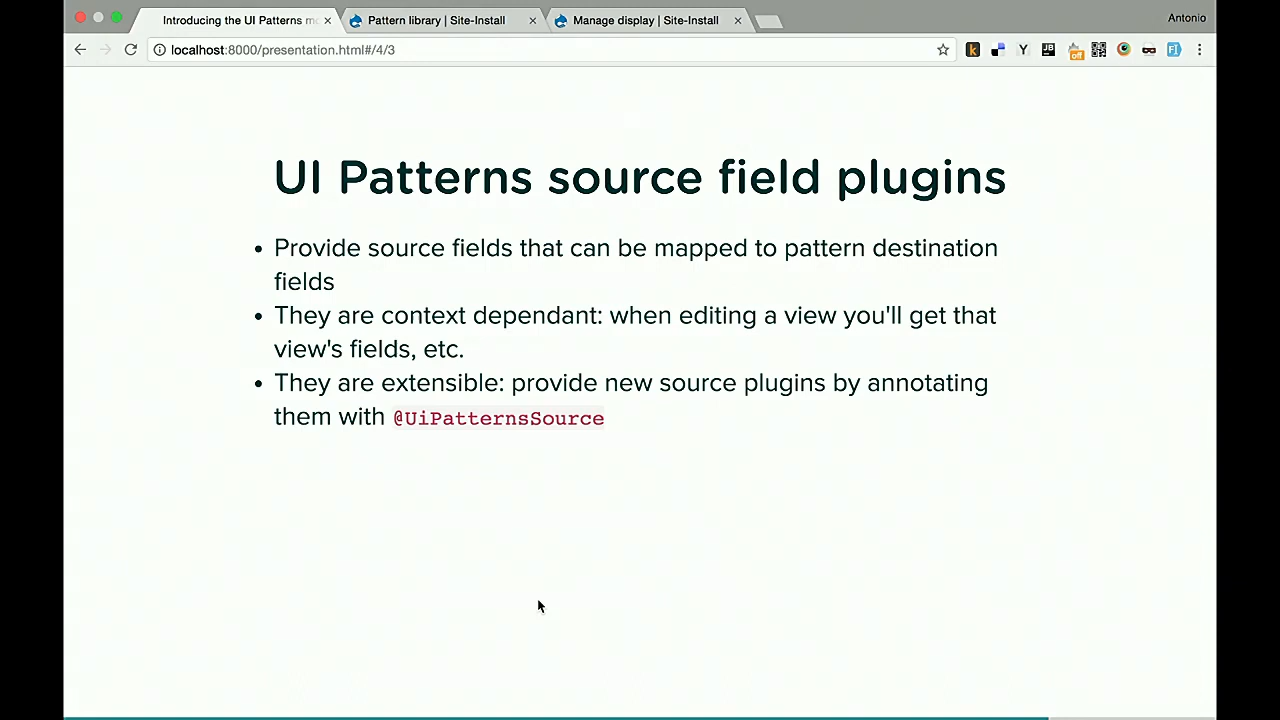 Introducing the UI Patterns mo
Pattern library | Site-Install
Manage display | Site-Install
Antonio
localhost:8000/presentation.html#/4/3
UI Patterns source field plugins
• Provide source fields that can be mapped to pattern destination
fields
• They are context dependant: when editing a view you'll get that
view's fields, etc.
• They are extensible: provide new source plugins by annotating
them with @UiPatternsSource